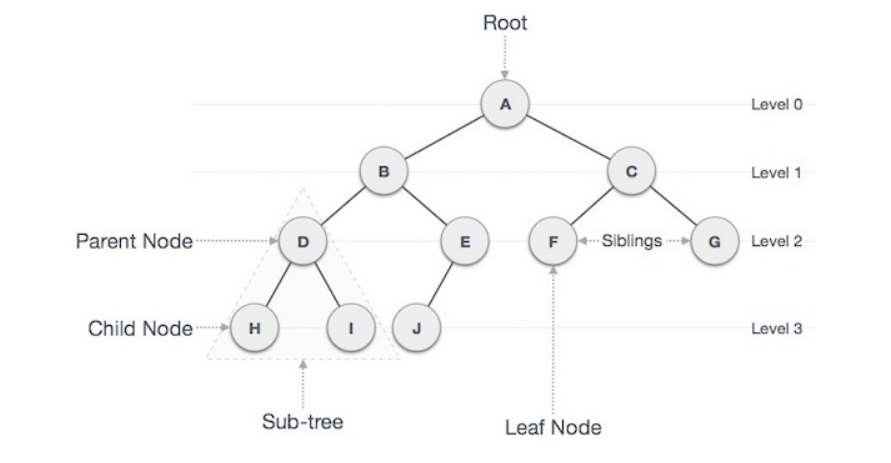 Root
A
Level 0
B
C
Level 1
Parent Node
D
E
F
Siblings
G
Level 2
Child Node
H
I
J
Level 3
Sub-tree
Leaf Node